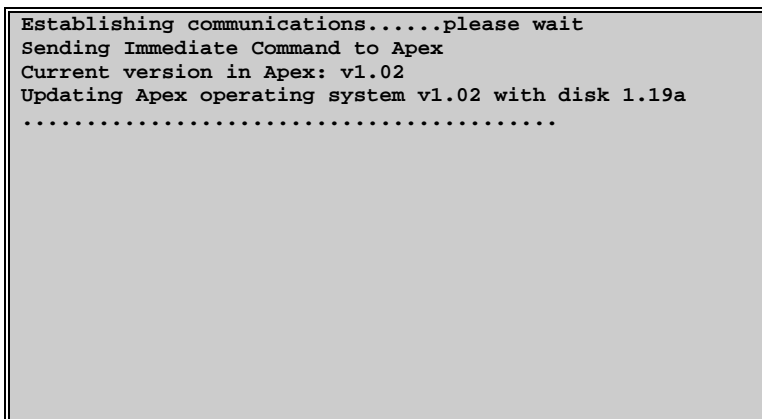 Establishing communications......please wait
Sending Immediate Command to Apex
Current version in Apex: v1.02
Updating Apex operating system v1.02 with disk 1.19a
..........................................